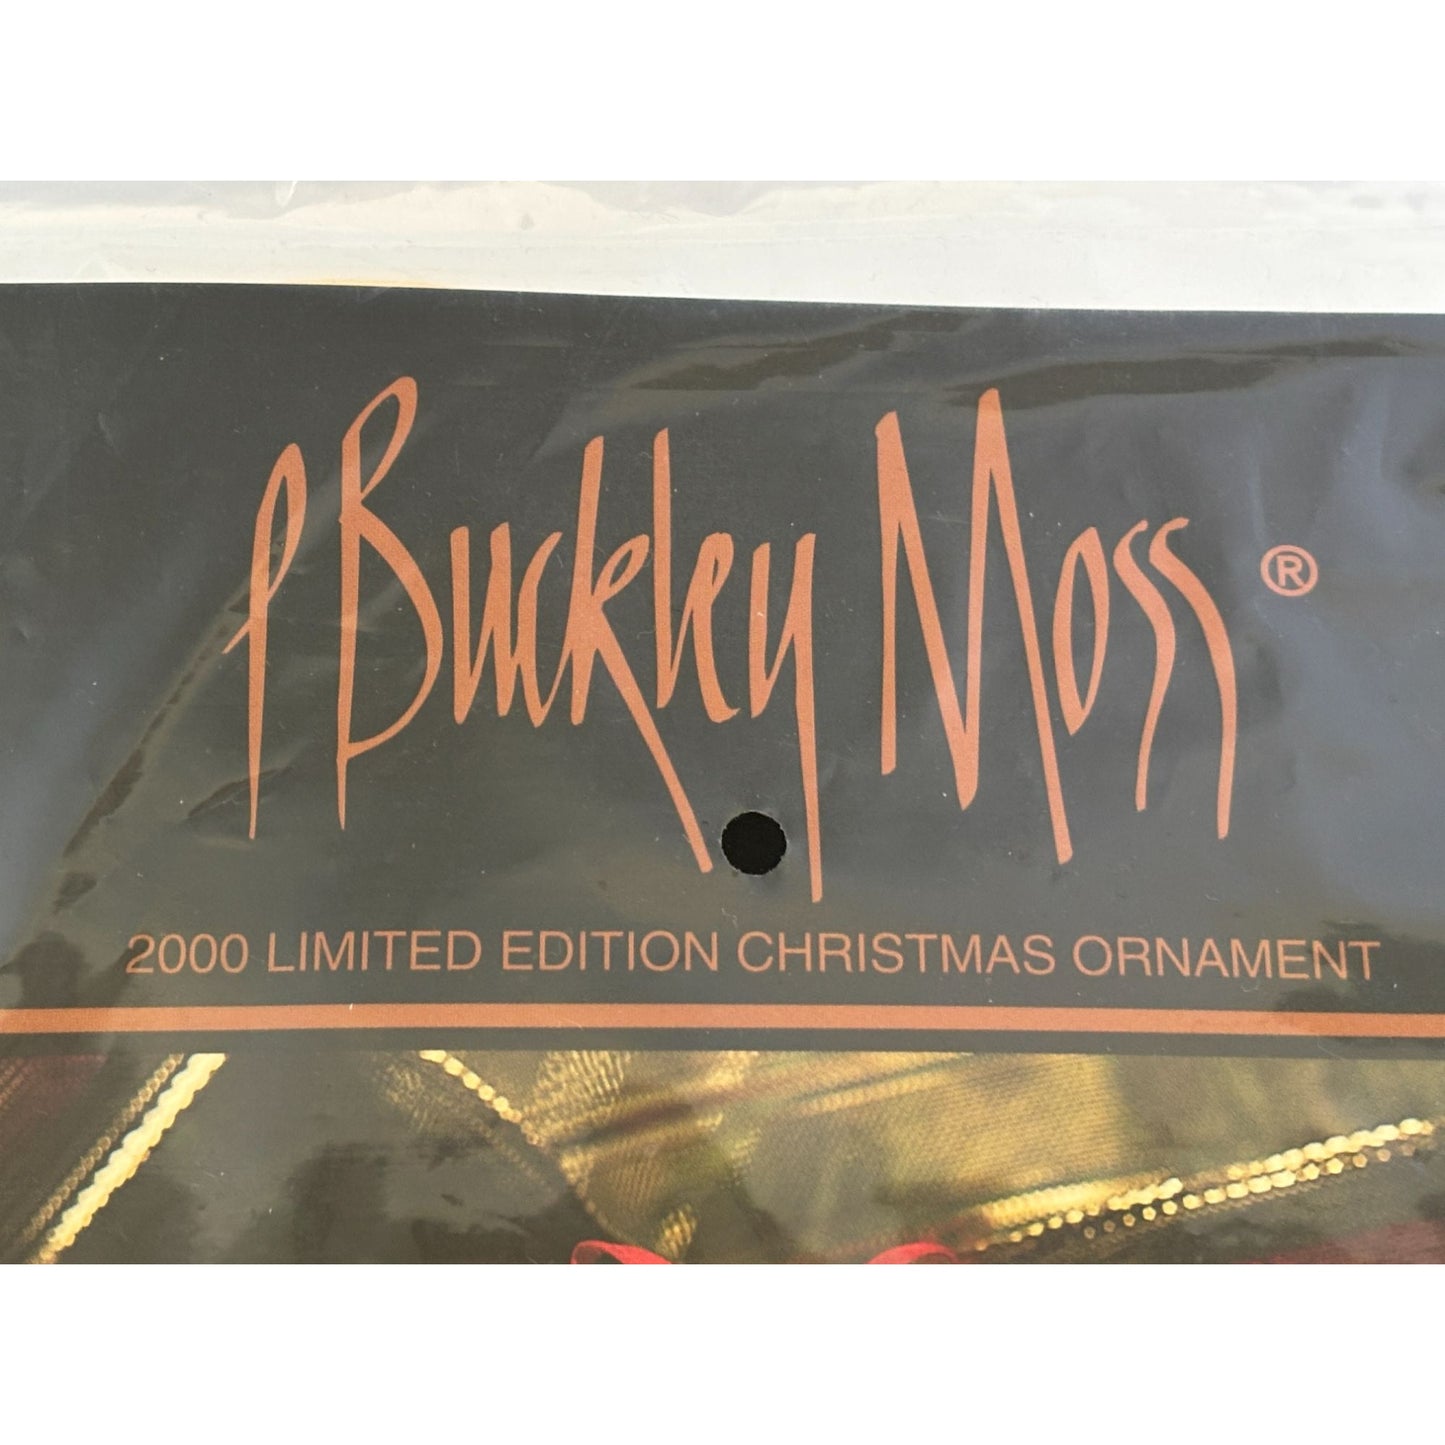 P Buckley Moss ®
2000 LIMITED EDITION CHRISTMAS ORNAMENT